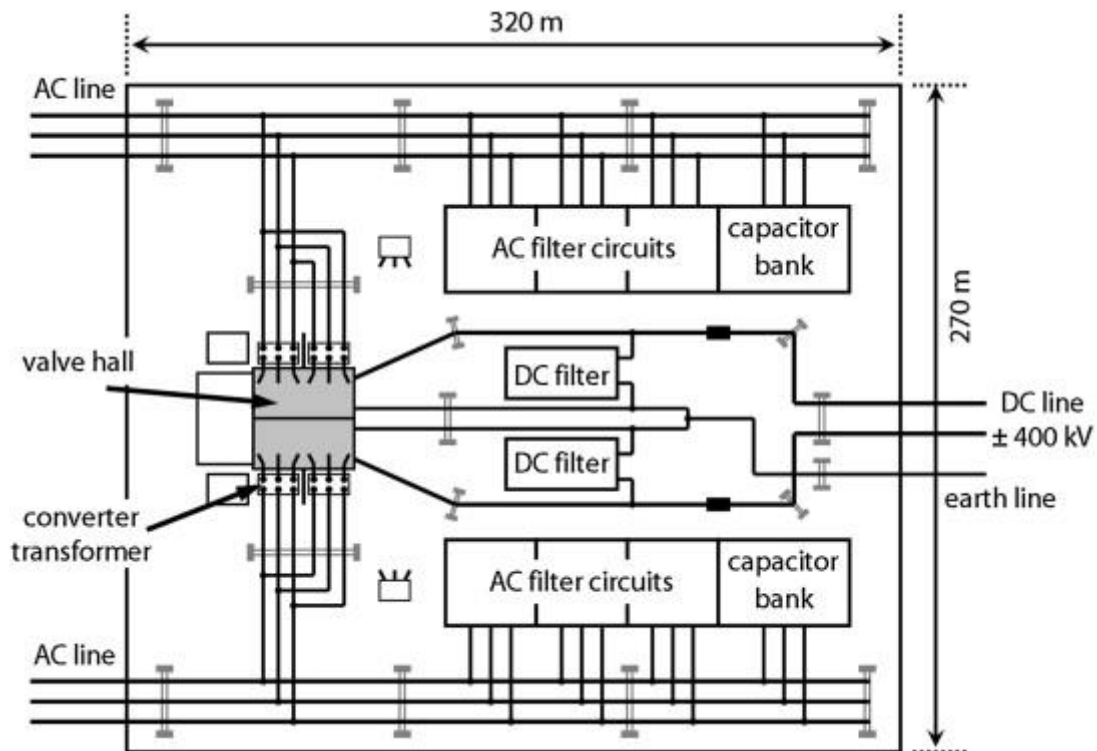 320 m
AC line
AC filter circuits
capacitor
bank
270 m
valve hall
DC filter
DC line
± 400 kV
DC filter
earth line
converter
transformer
AC filter circuits
capacitor
bank
AC line